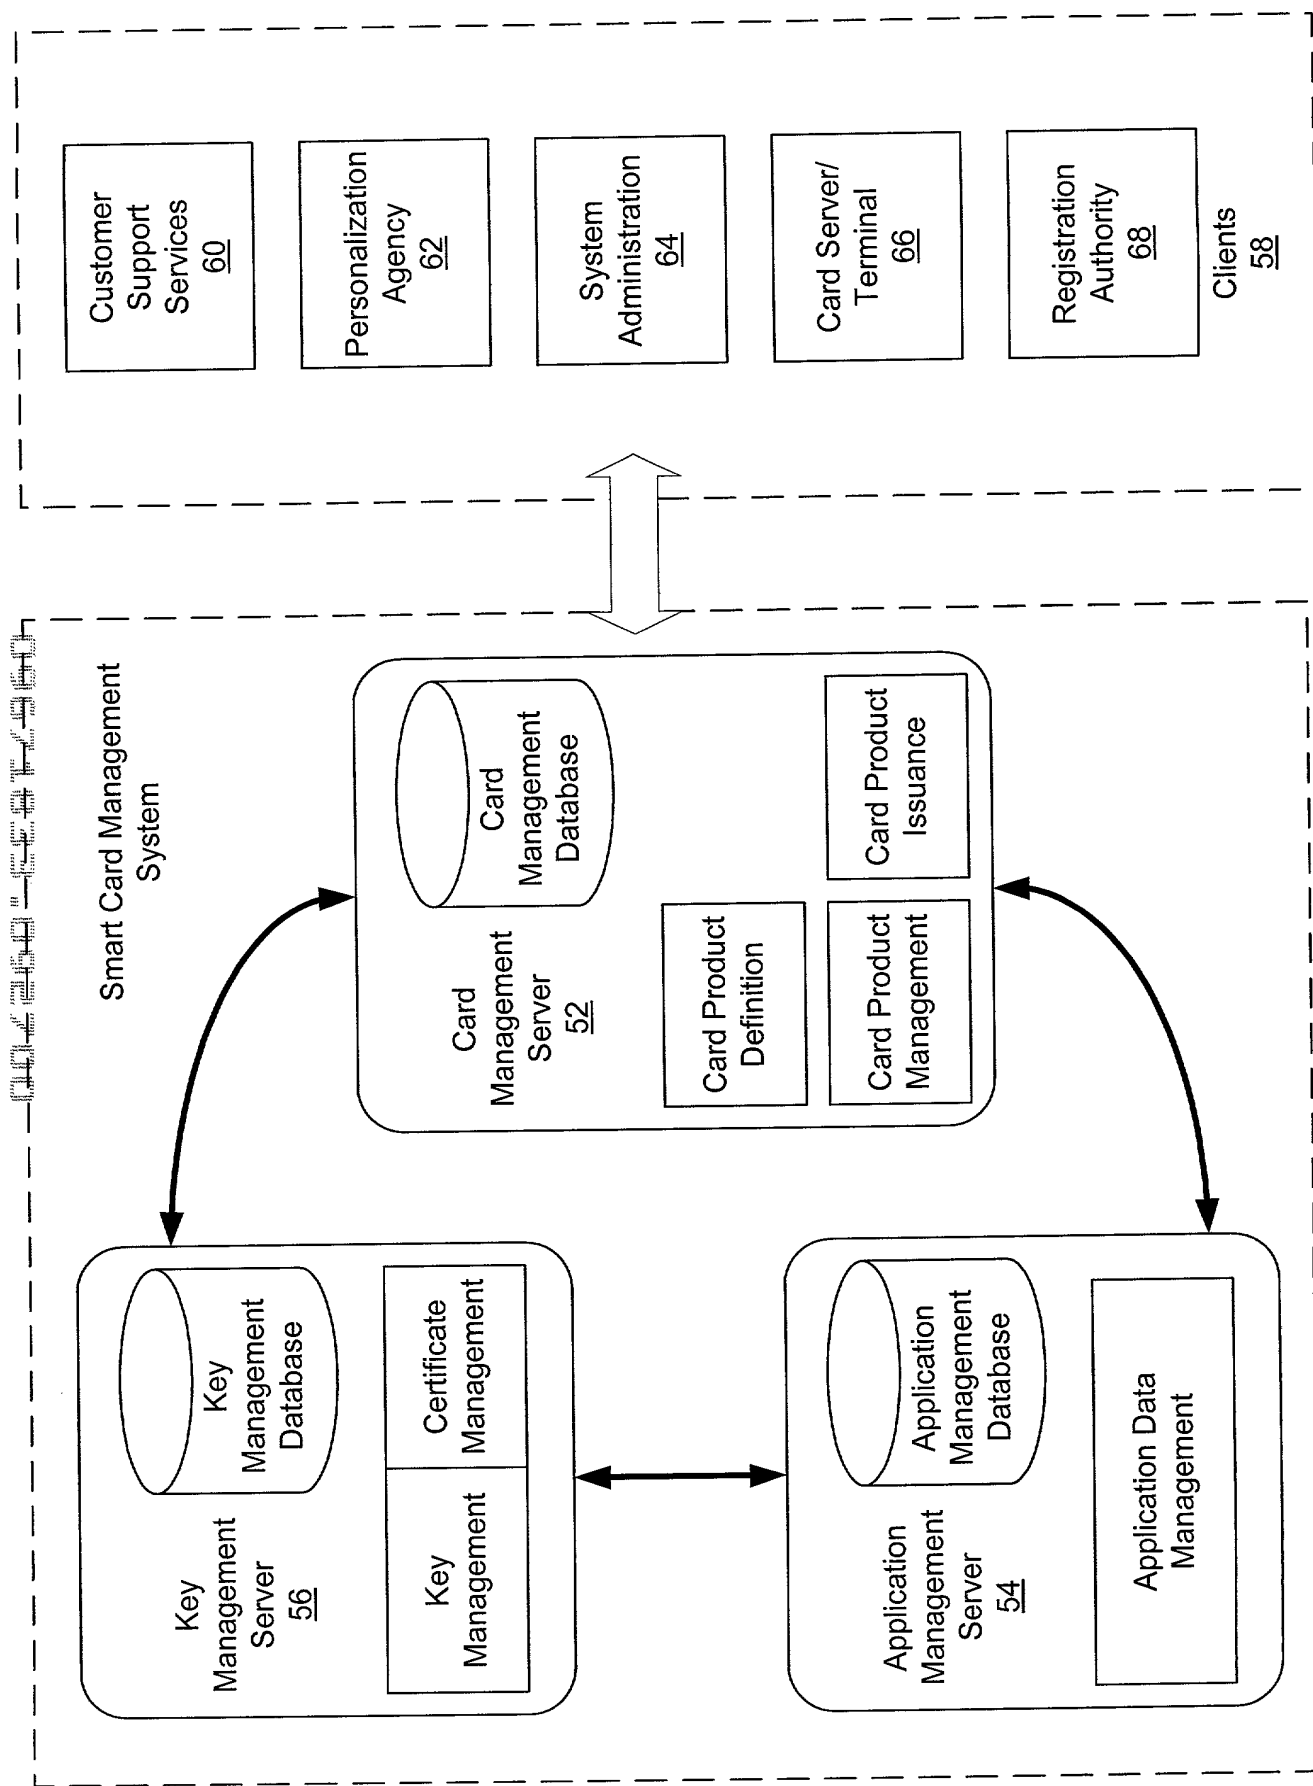 Smart Card Management
System
Key
Management
Server
56
Key
Management
Database
Key
Management
Certificate
Management
Card
Management
Server
52
Card
Management
Database
Card Product
Definition
Card Product
Management
Card Product
Issuance
Application
Management
Server
54
Application
Management
Database
Application Data
Management
Customer
Support
Services
60
Personalization
Agency
62
System
Administration
64
Card Server/
Terminal
66
Registration
Authority
68
Clients
58